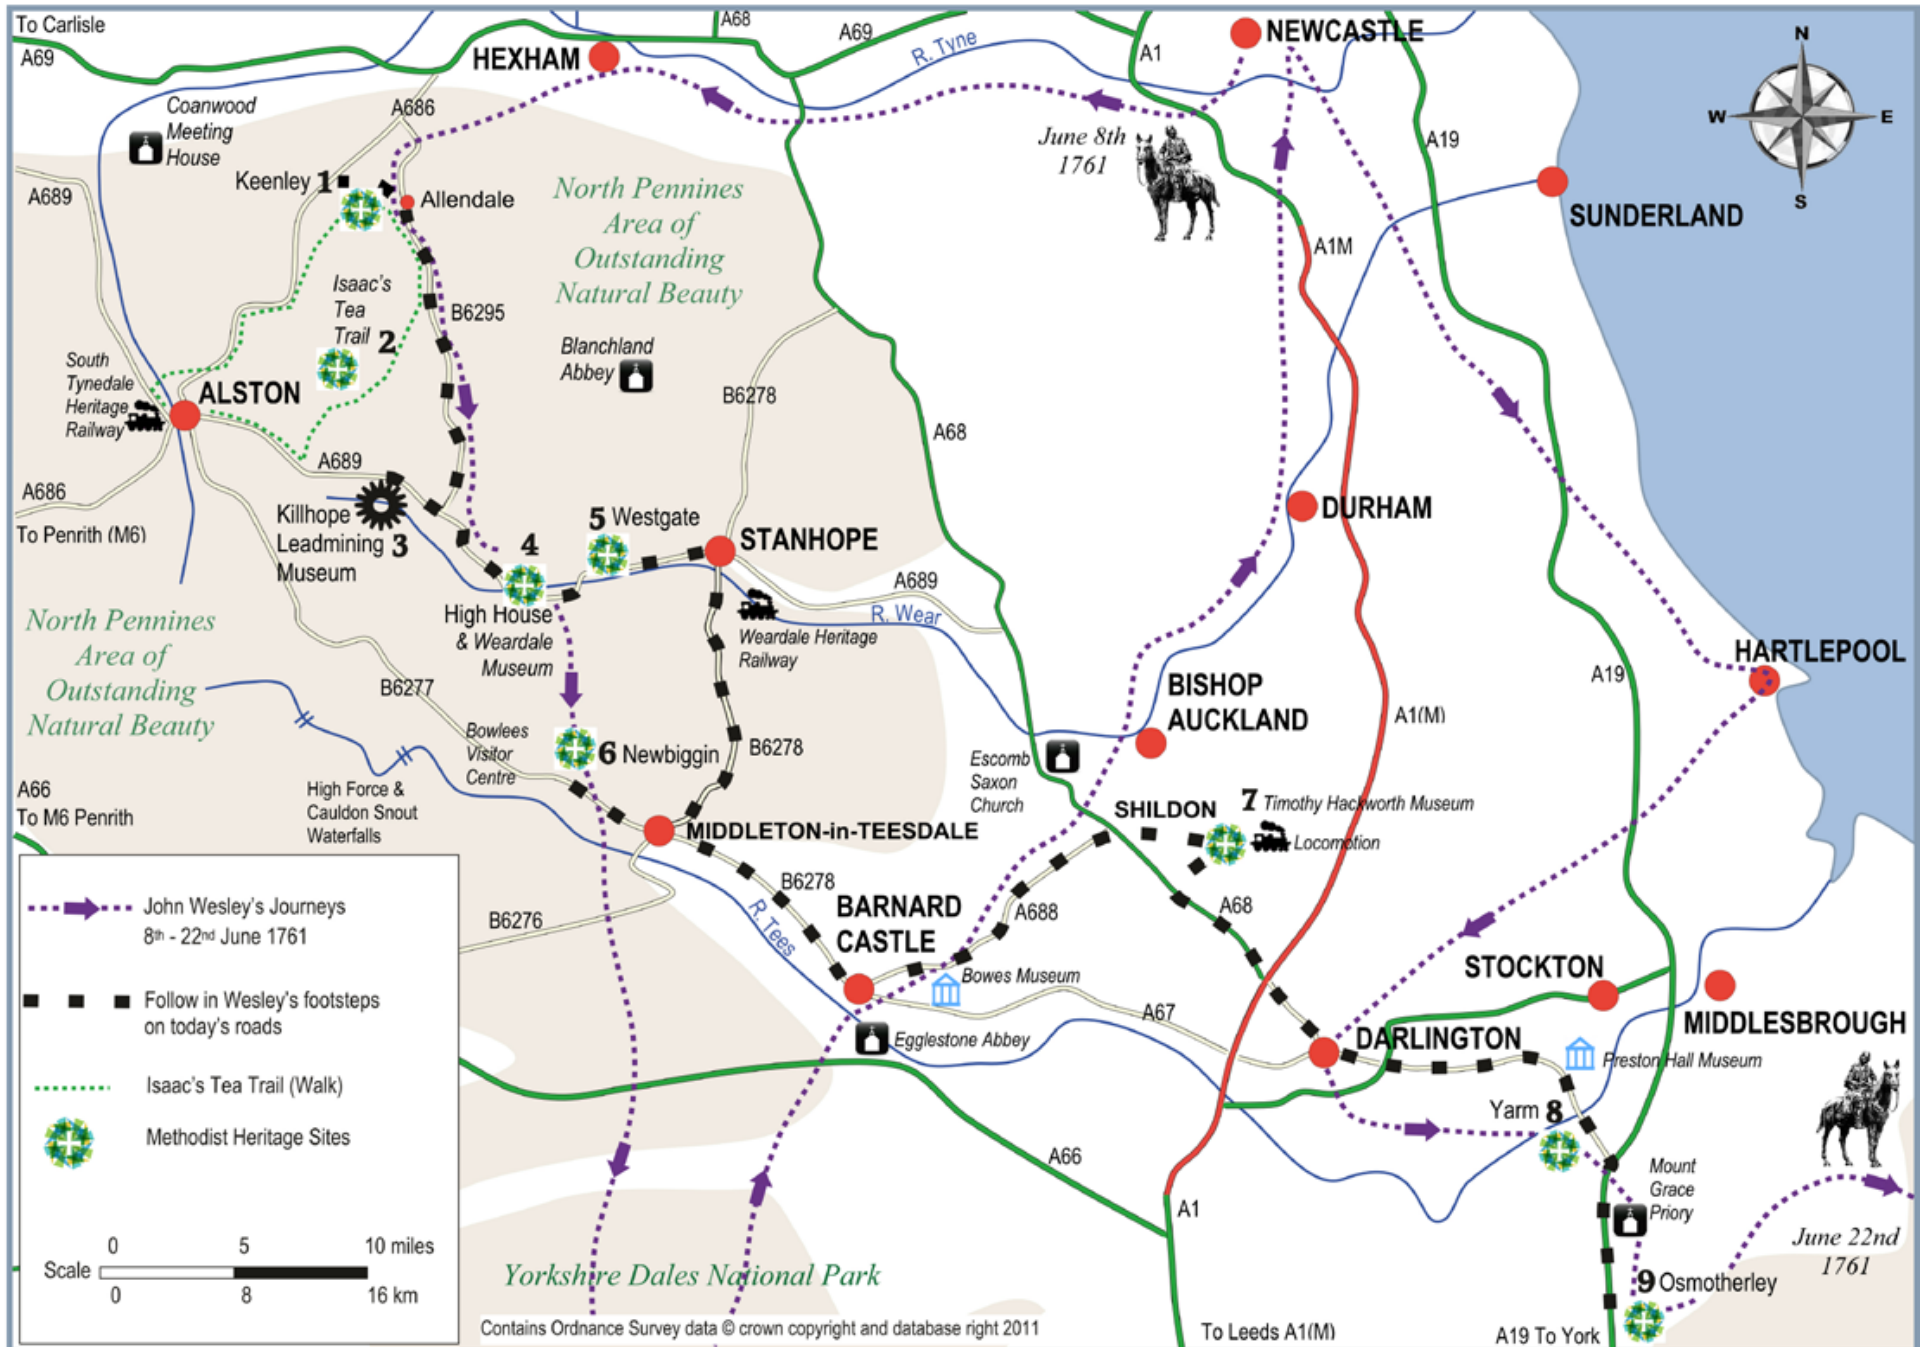 To Carlisle
A69
HEXHAM
A68
A69
R. Tyne
A1
NEWCASTLE
N
W
E
S
Coanwood
Meeting
House
A686
June 8th
1761
A19
A689
Keenley 1
Allendale
North Pennines
Area of
Outstanding
Natural Beauty
SUNDERLAND
A1M
Isaac's
Tea
Trail 2
B6295
South
Tynedale
Heritage
Railway
ALSTON
Blanchland
Abbey
B6278
A68
A689
A686
To Penrith (M6)
Killhope
Leadmining 3
Museum
4
5 Westgate
STANHOPE
DURHAM
High House
& Weardale
Museum
A689
R. Wear
Weardale Heritage
Railway
North Pennines
Area of
Outstanding
Natural Beauty
HARTLEPOOL
A19
B6277
BISHOP
AUCKLAND
A1(M)
Bowlees
Visitor
Centre
6 Newbiggin
B6278
Escomb
Saxon
Church
A66
To M6 Penrith
High Force &
Cauldon Snout
Waterfalls
MIDDLETON-in-TEESDALE
SHILDON
7 Timothy Hackworth Museum
Locomotion
B6278
B6276
R. Tees
BARNARD
CASTLE
A688
A68
Bowes Museum
STOCKTON
A67
MIDDLESBROUGH
Egglestone Abbey
DARLINGTON
Preston Hall Museum
Yarm 8
A66
Mount
Grace
Priory
A1
June 22nd
1761
Yorkshire Dales National Park
9 Osmotherley
John Wesley's Journeys
8th - 22nd June 1761
Follow in Wesley's footsteps
on today's roads
Isaac's Tea Trail (Walk)
Methodist Heritage Sites
0 5 10 miles
Scale
0 8 16 km
Contains Ordnance Survey data © crown copyright and database right 2011
To Leeds A1(M)
A19 To York